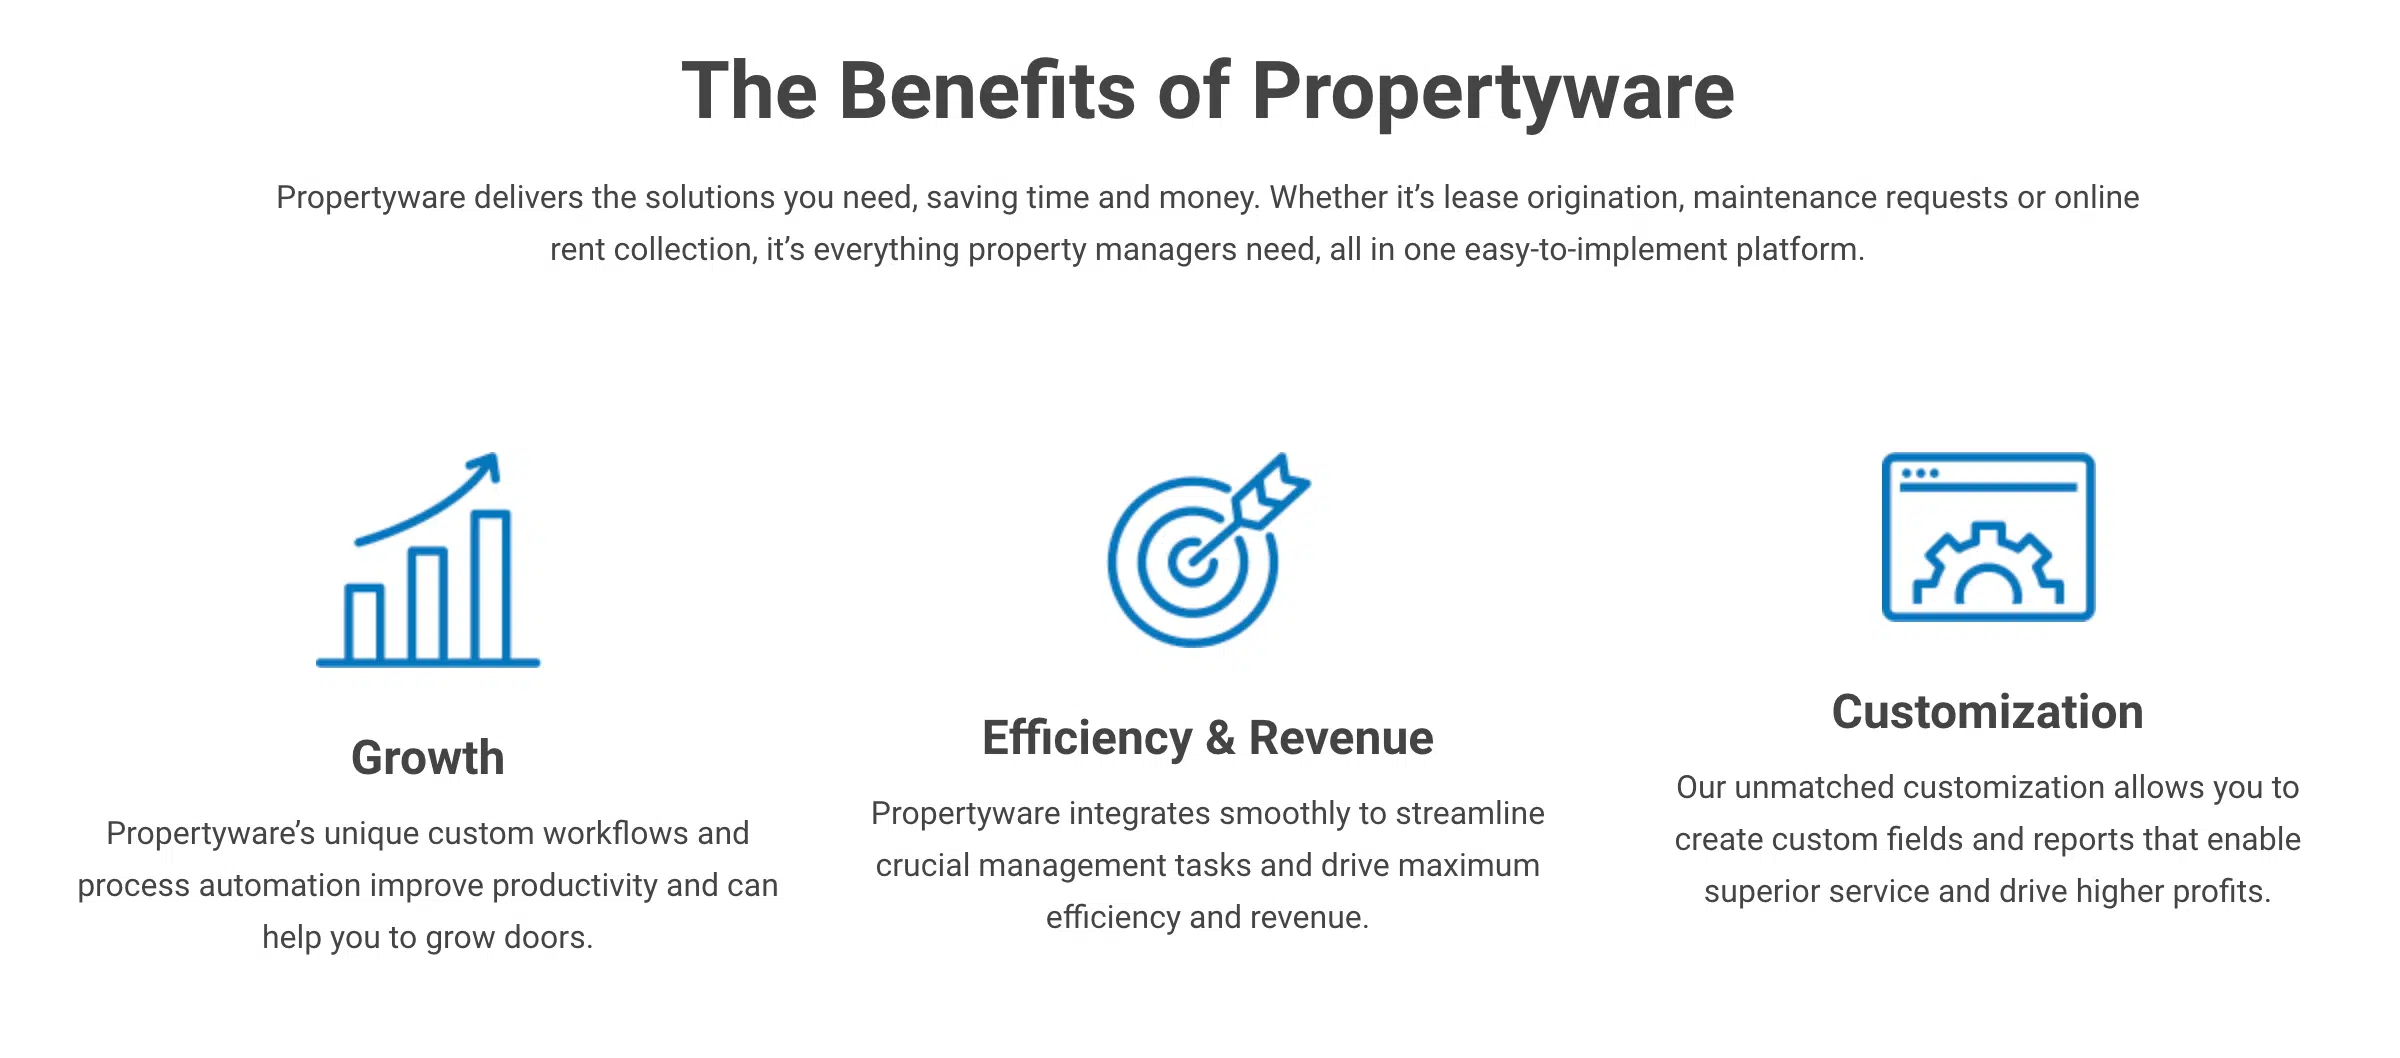 The Benefits of Propertyware
Propertyware delivers the solutions you need, saving time and money. Whether it’s lease origination, maintenance requests or online
rent collection, it’s everything property managers need, all in one easy-to-implement platform.
Growth
Propertyware’s unique custom workflows and
process automation improve productivity and can
help you to grow doors.
Efficiency & Revenue
Propertyware integrates smoothly to streamline
crucial management tasks and drive maximum
efficiency and revenue.
Customization
Our unmatched customization allows you to
create custom fields and reports that enable
superior service and drive higher profits.